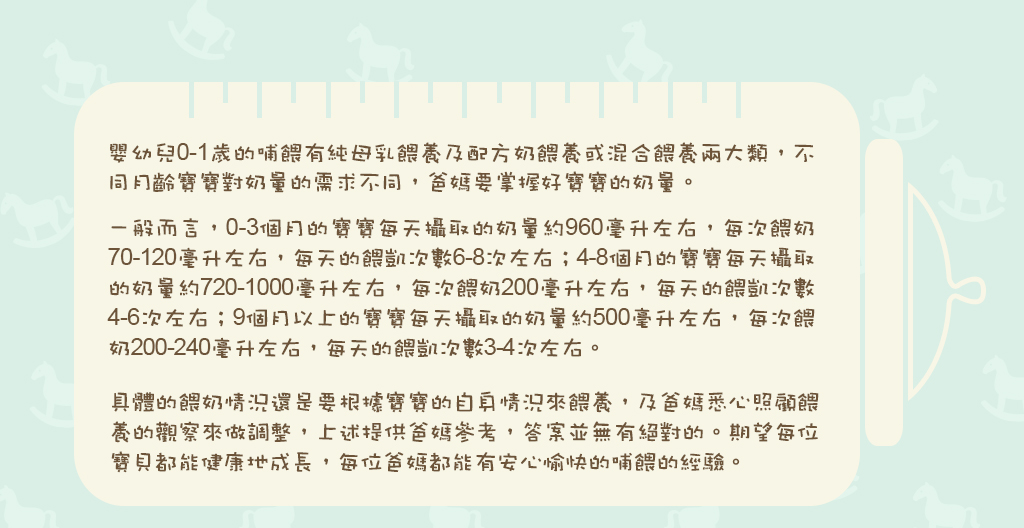 嬰幼兒0-1歲的哺餵有純母乳餵養及配方奶餵養或混合餵養兩大類，不
同月齡寶寶對奶量的需求不同，爸媽要掌握好寶寶的奶量。
一般而言，0-3個月的寶寶每天攝取的奶量約960毫升左右，每次餵奶
70-120毫升左右，每天的餵凱次數6-8次左右；4-8個月的寶寶每天攝取
的奶量約720-1000毫升左右，每次餵奶200毫升左右，每天的餵凱次數
4-6次左右；9個月以上的寶寶每天攝取的奶量約500毫升左右，每次餵
奶200-240毫升左右，每天的餵凱次數3-4次左右。
具體的餵奶情況還是要根據寶寶的自身情況來餵養，及爸媽悉心照顧餵
養的觀察來做調整，上述提供爸媽參考，答案並無有絕對的。期望每位
寶貝都能健康地成長，每位爸媽都能有安心愉快的哺餵的經驗。